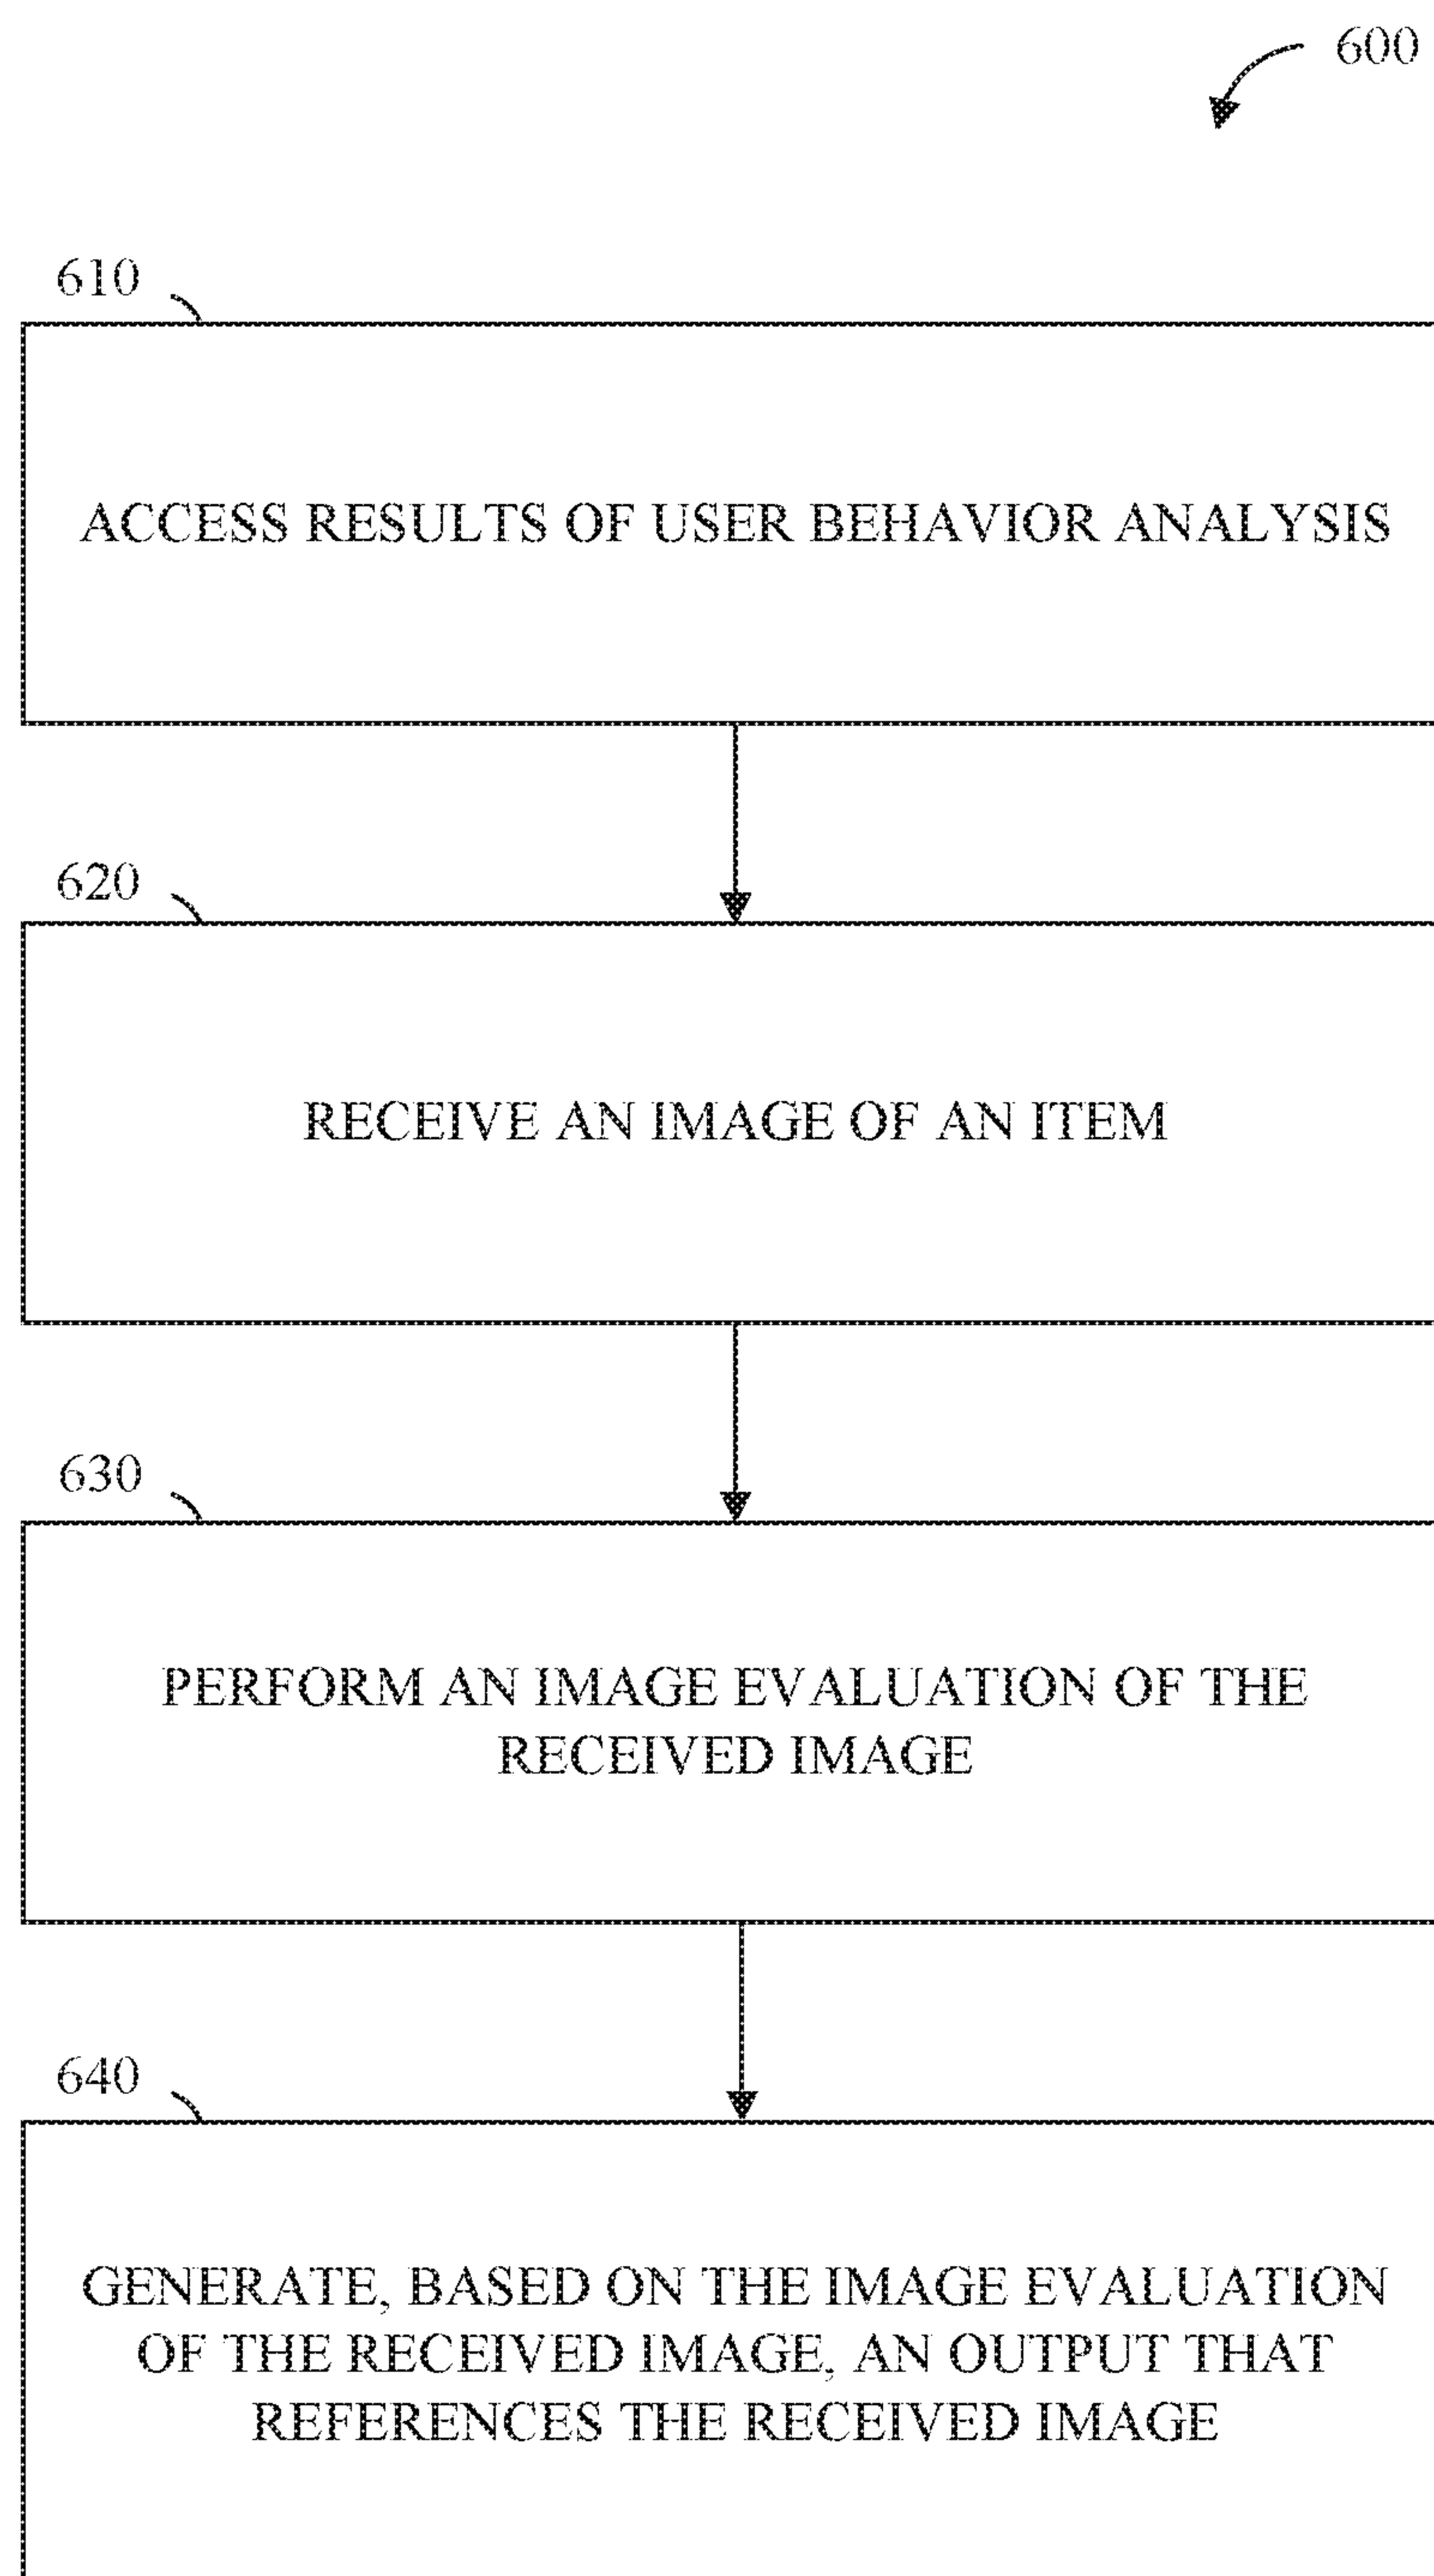 600
610
ACCESS RESULTS OF USER BEHAVIOR ANALYSIS
620
RECEIVE AN IMAGE OF AN ITEM
630
PERFORM AN IMAGE EVALUATION OF THE
RECEIVED IMAGE
640
GENERATE, BASED ON THE IMAGE EVALUATION
OF THE RECEIVED IMAGE, AN OUTPUT THAT
REFERENCES THE RECEIVED IMAGE